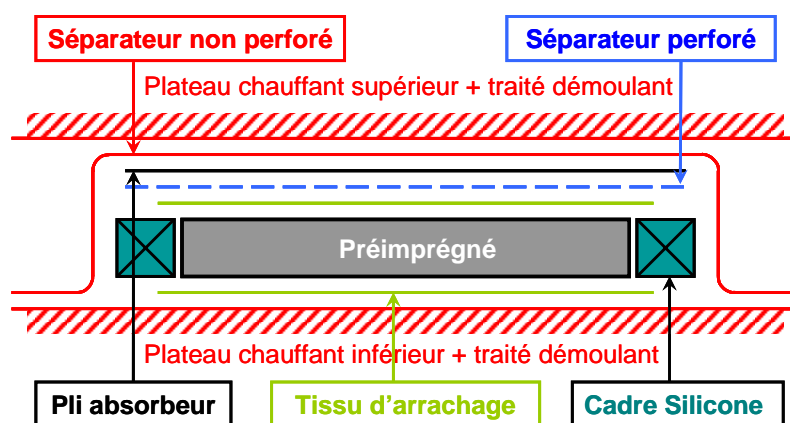 Séparateur non perforé
Séparateur perforé
Plateau chauffant supérieur + traité démoulant
Préimprégné
Plateau chauffant inférieur + traité démoulant
Pli absorbeur
Tissu d'arrachage
Cadre Silicone